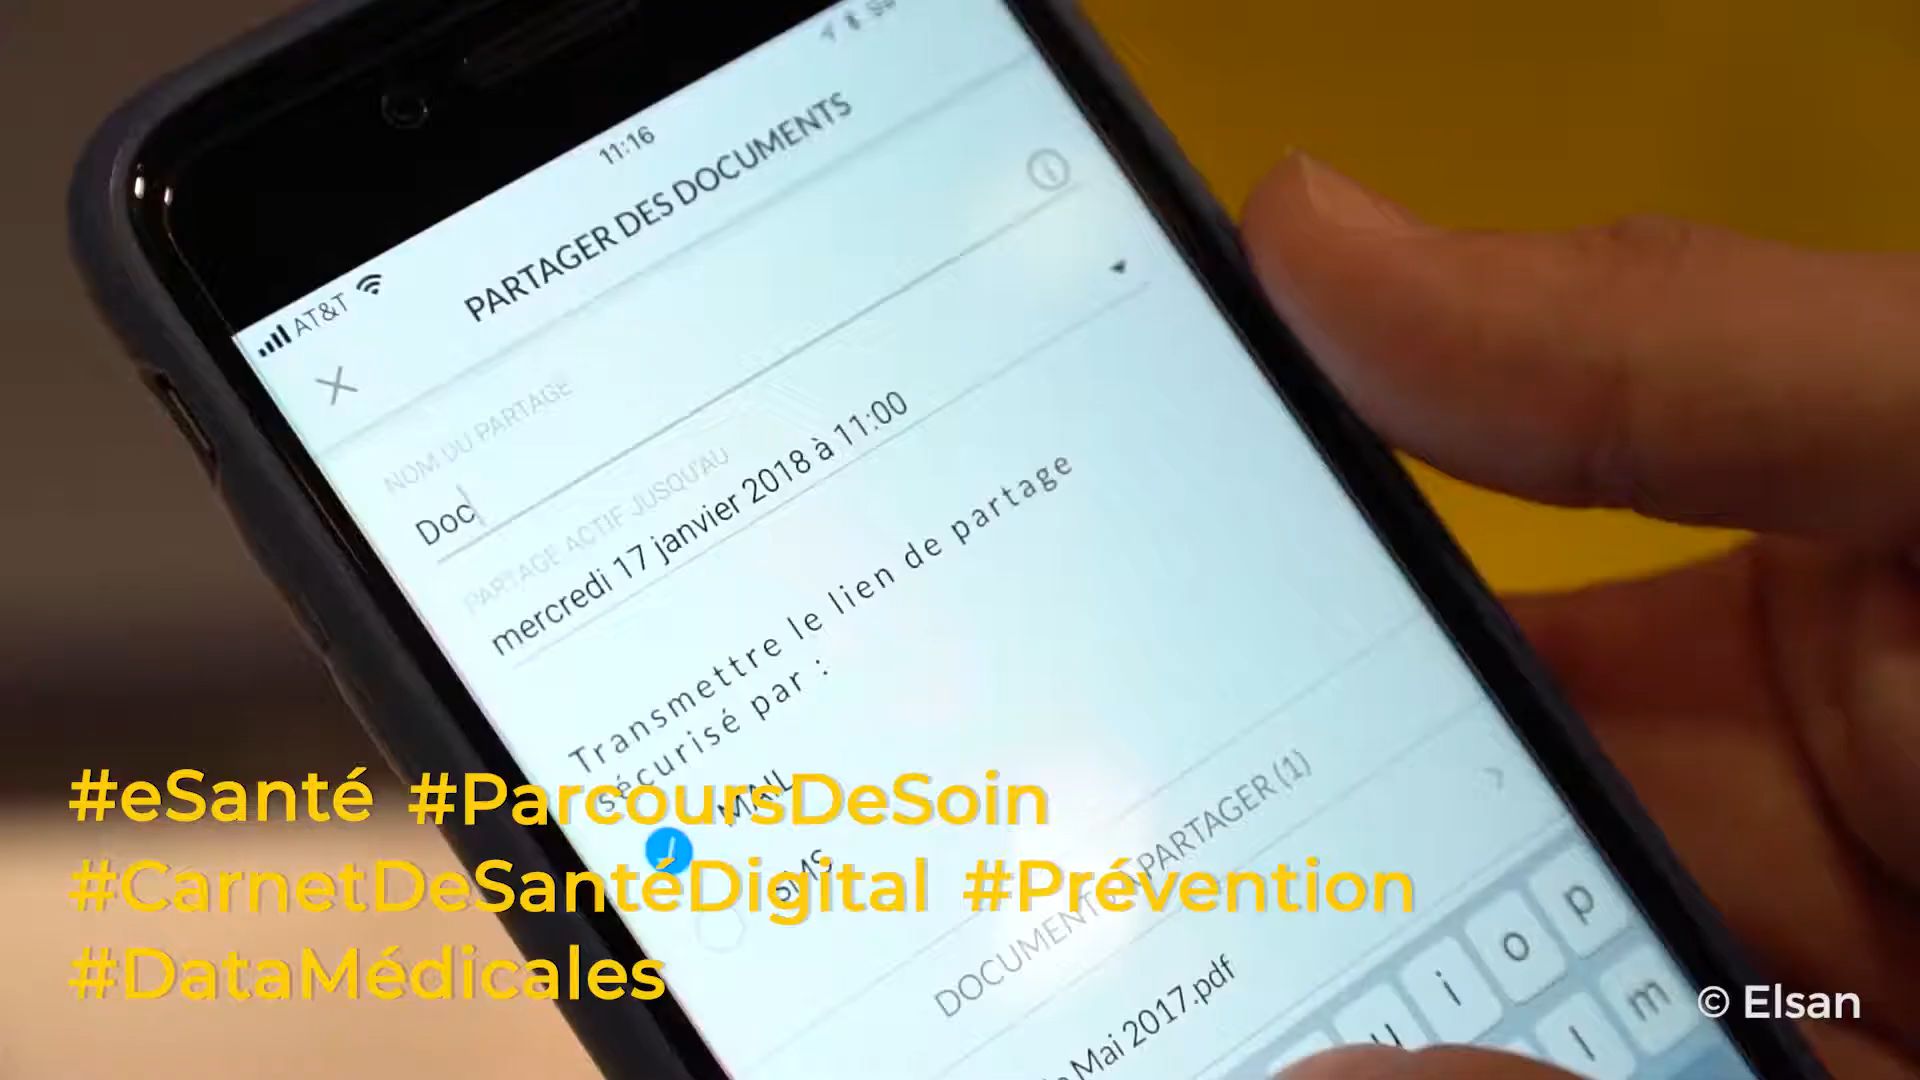 11:16
AT&T
PARTAGER DES DOCUMENTS
NOM DU PARTAGE
Doc
PARTAGE ACTIF JUSQU'AU
mercredi 17 janvier 2018 à 11:00
Transmettre le lien de partage
sécurisé par :
MAIL
SMS
DOCUMENTS À PARTAGER (1)
Mai 2017.pdf
u i o p
l m
#eSanté #ParcoursDeSoin
#CarnetDeSantéDigital #Prévention
#DataMédicales
© Elsan